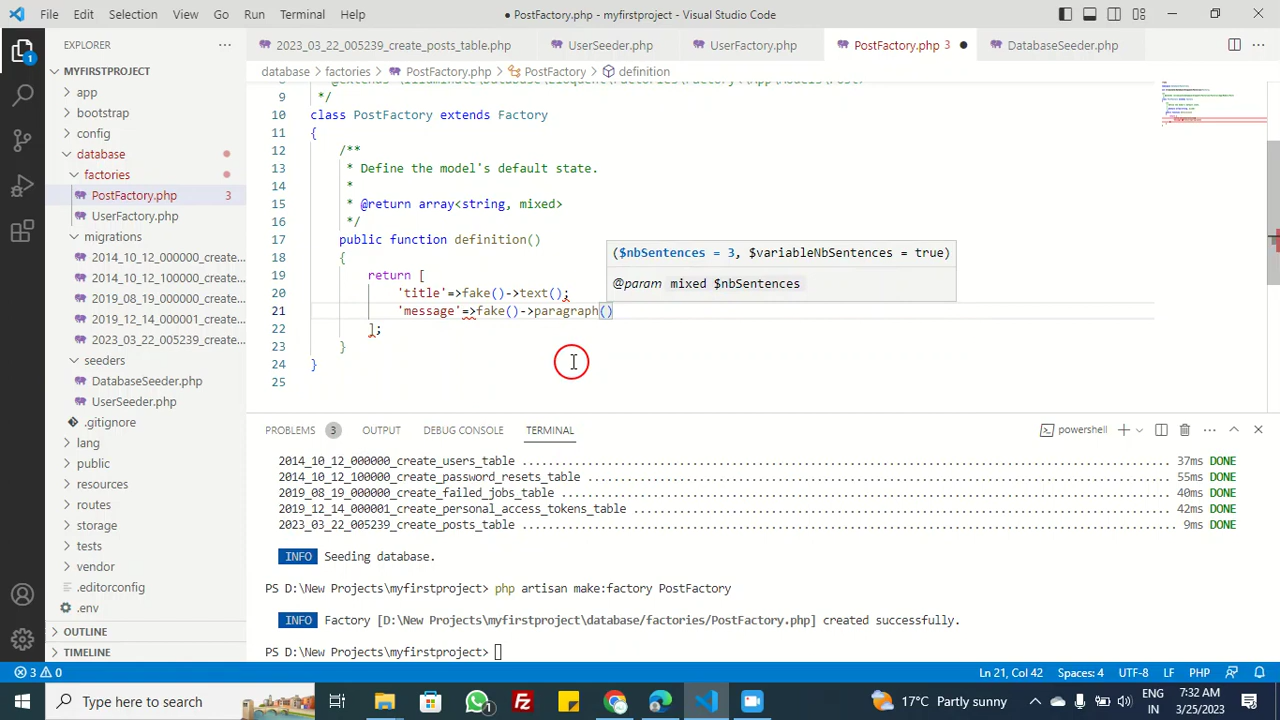 File Edit Selection View Go Run Terminal Help
● PostFactory.php - myfirstproject - Visual Studio Code
EXPLORER
2023_03_22_005239_create_posts_table.php UserSeeder.php UserFactory.php PostFactory.php 3 ● DatabaseSeeder.php
database > factories > PostFactory.php > PostFactory > definition
MYFIRSTPROJECT
app
bootstrap
config
database
factories
PostFactory.php 3
UserFactory.php
migrations
2014_10_12_000000_create...
2014_10_12_100000_create...
2019_08_19_000000_create...
2019_12_14_000001_create...
2023_03_22_005239_create...
seeders
DatabaseSeeder.php
UserSeeder.php
.gitignore
lang
public
resources
routes
storage
tests
vendor
.editorconfig
.env
OUTLINE
TIMELINE
9 */
10 class PostFactory extends Factory
11 {
12 /**
13 * Define the model's default state.
14 *
15 * @return array<string, mixed>
16 */
17 public function definition()
18 {
19 return [
20 'title'=>fake()->text();
21 'message'=>fake()->paragraph()
22 ];
23 }
24 }
25
($nbSentences = 3, $variableNbSentences = true)
@param mixed $nbSentences
PROBLEMS 3 OUTPUT DEBUG CONSOLE TERMINAL
powershell
2014_10_12_000000_create_users_table 37ms DONE
2014_10_12_100000_create_password_resets_table 55ms DONE
2019_08_19_000000_create_failed_jobs_table 40ms DONE
2019_12_14_000001_create_personal_access_tokens_table 42ms DONE
2023_03_22_005239_create_posts_table 9ms DONE
INFO Seeding database.
PS D:\New Projects\myfirstproject> php artisan make:factory PostFactory
INFO Factory [D:\New Projects\myfirstproject\database/factories/PostFactory.php] created successfully.
PS D:\New Projects\myfirstproject>
3 0 Ln 21, Col 42 Spaces: 4 UTF-8 LF PHP
Type here to search
17°C Partly sunny
ENG
IN
7:32 AM
3/25/2023